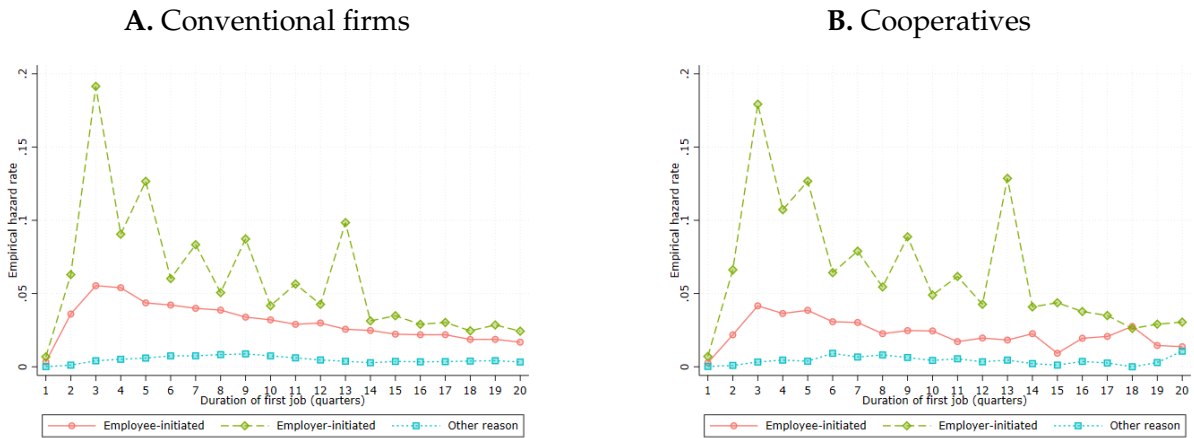 A. Conventional firms
B. Cooperatives
Empirical hazard rate
.2
.15
.1
.05
0
1 2 3 4 5 6 7 8 9 10 11 12 13 14 15 16 17 18 19 20
Duration of first job (quarters)
Employee-initiated Employer-initiated Other reason
Empirical hazard rate
.2
.15
.1
.05
0
1 2 3 4 5 6 7 8 9 10 11 12 13 14 15 16 17 18 19 20
Duration of first job (quarters)
Employee-initiated Employer-initiated Other reason